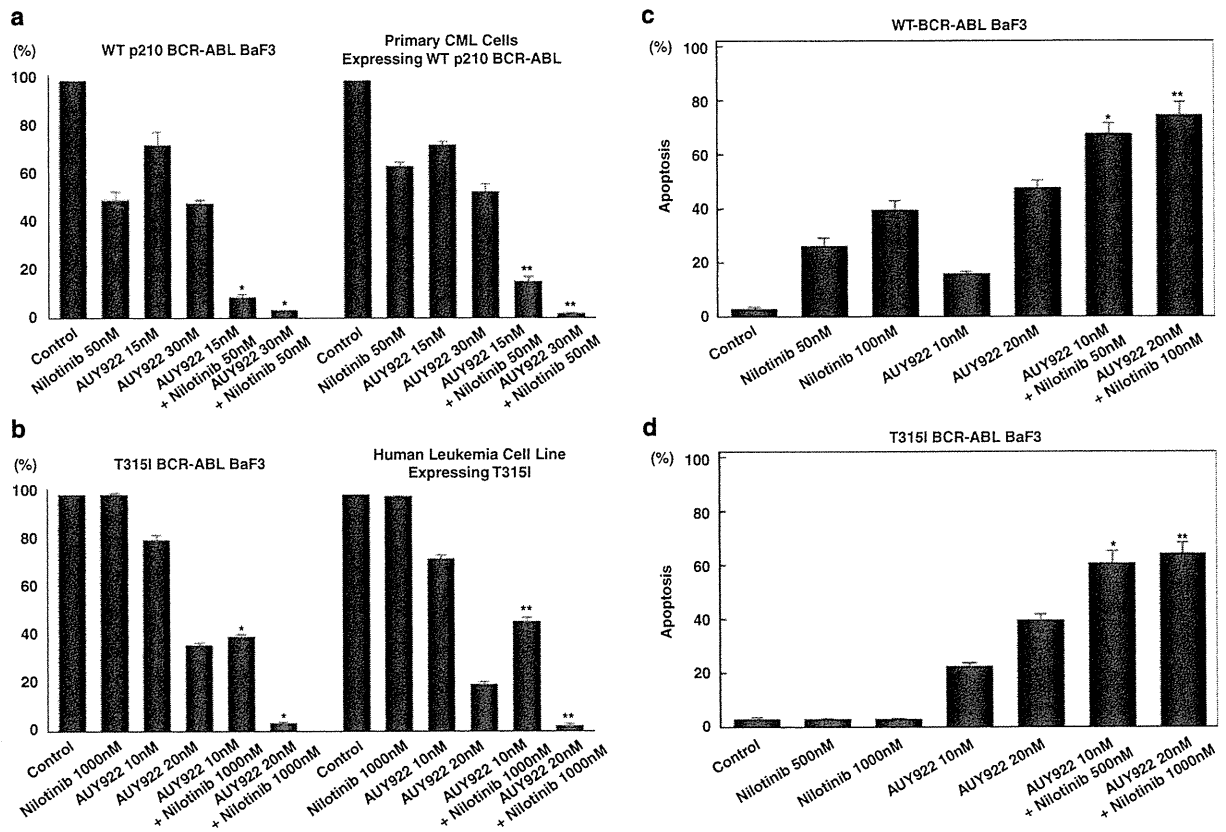 a
WT p210 BCR-ABL BaF3
(%)
100
80
60
40
20
0
Control
Nilotinib 50nM
AUY922 15nM
AUY922 30nM
AUY922 15nM
+ Nilotinib 50nM
AUY922 30nM
+ Nilotinib 50nM
*
*
Primary CML Cells
Expressing WT p210 BCR-ABL
Control
Nilotinib 50nM
AUY922 15nM
AUY922 30nM
AUY922 15nM
+ Nilotinib 50nM
AUY922 30nM
+ Nilotinib 50nM
**
**
b
T315I BCR-ABL BaF3
(%)
100
80
60
40
20
0
Control
Nilotinib 1000nM
AUY922 10nM
AUY922 20nM
AUY922 10nM
+ Nilotinib 1000nM
AUY922 20nM
+ Nilotinib 1000nM
*
*
Human Leukemia Cell Line
Expressing T315I
Control
Nilotinib 1000nM
AUY922 10nM
AUY922 20nM
AUY922 10nM
+ Nilotinib 1000nM
AUY922 20nM
+ Nilotinib 1000nM
**
**
c
WT-BCR-ABL BaF3
(%)
100
80
60
40
20
0
Apoptosis
Control
Nilotinib 50nM
Nilotinib 100nM
AUY922 10nM
AUY922 20nM
AUY922 10nM
+ Nilotinib 50nM
AUY922 20nM
+ Nilotinib 100nM
*
**
d
T315I BCR-ABL BaF3
(%)
100
80
60
40
20
0
Apoptosis
Control
Nilotinib 500nM
Nilotinib 1000nM
AUY922 10nM
AUY922 20nM
AUY922 10nM
+ Nilotinib 500nM
AUY922 20nM
+ Nilotinib 1000nM
*
**